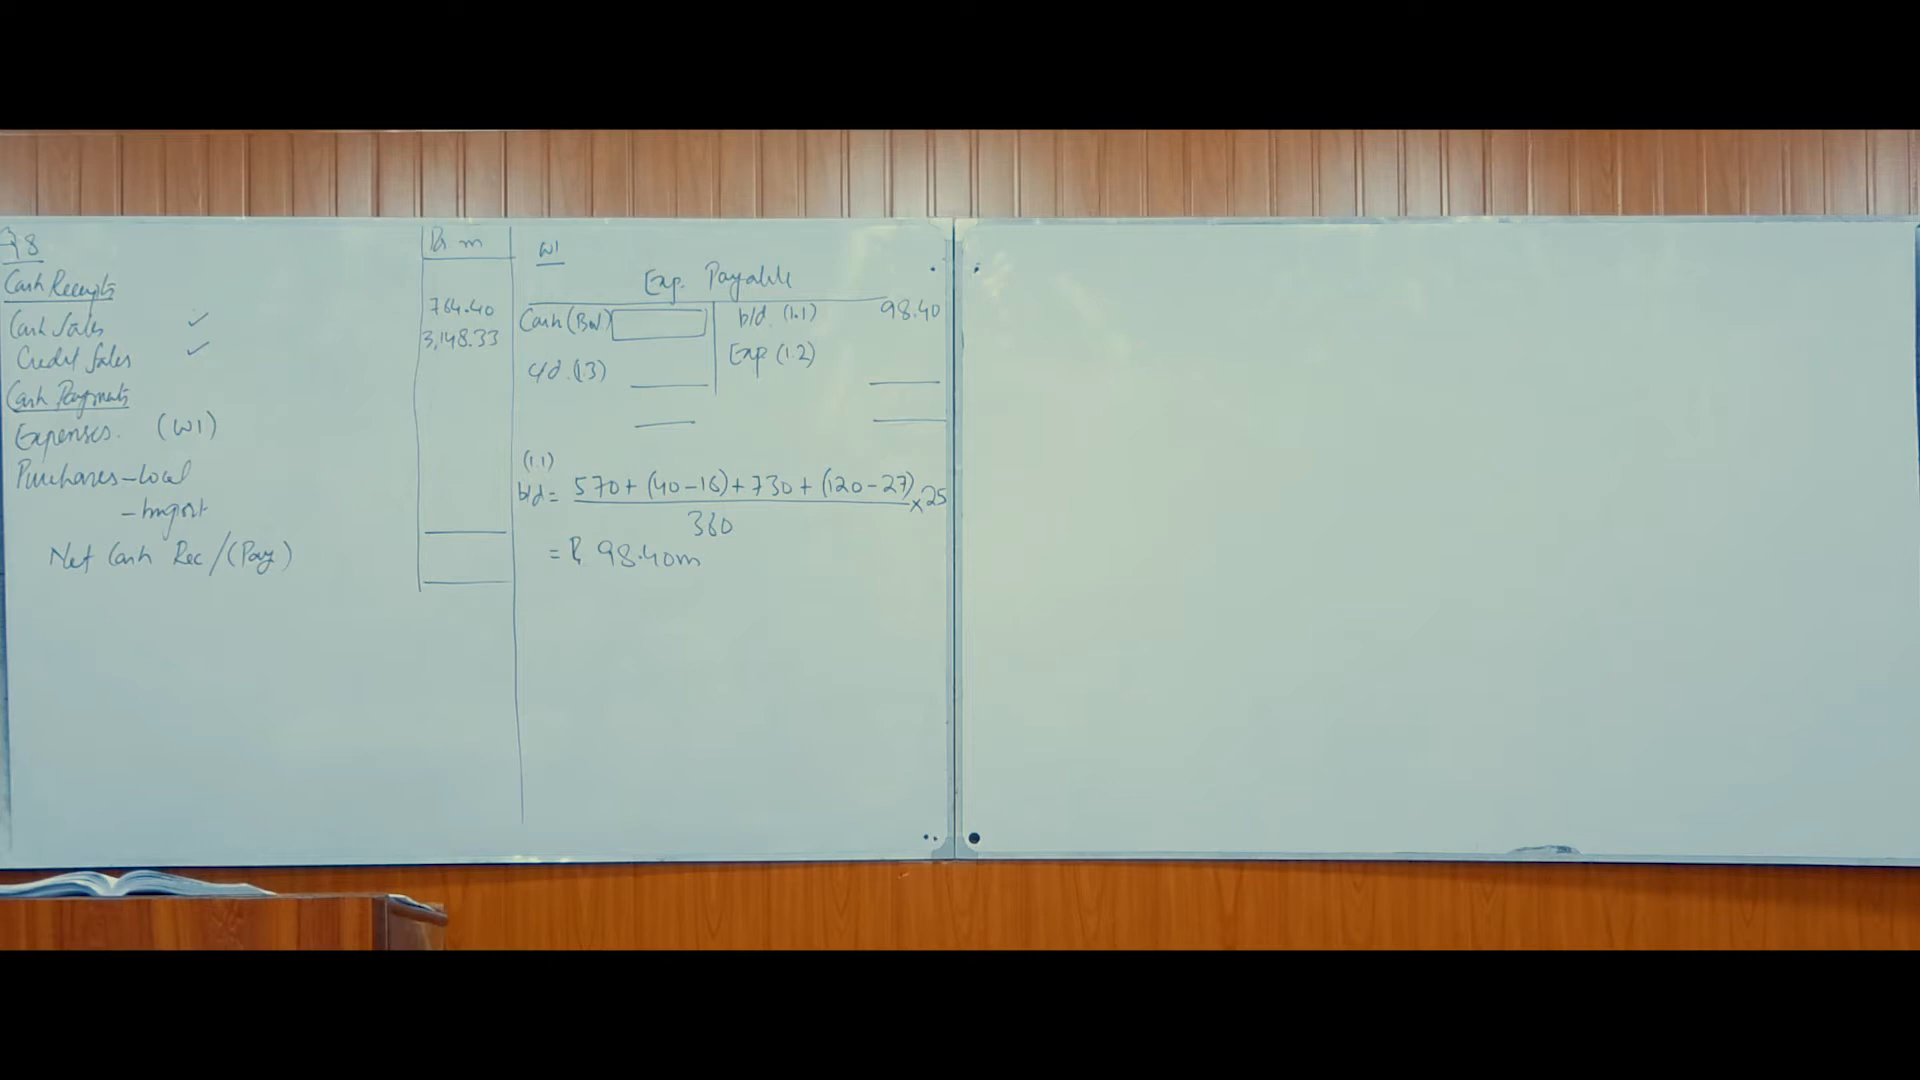 Q8
Rs m
Cash Receipts
Cash Sales ✓ 764.40
Credit Sales ✓ 3,148.33
Cash Payments
Expenses. (W1)
Purchases - Local
- Import
Net Cash Rec/(Pay)
W1
Exp. Payable
Cash (Bal) b/d. (1.1) 98.40
c/d. (1.3) Exp (1.2)
(1.1)
b/d = 570 + (40-16) + 730 + (120-27) × 25
360
= Rs 98.40m